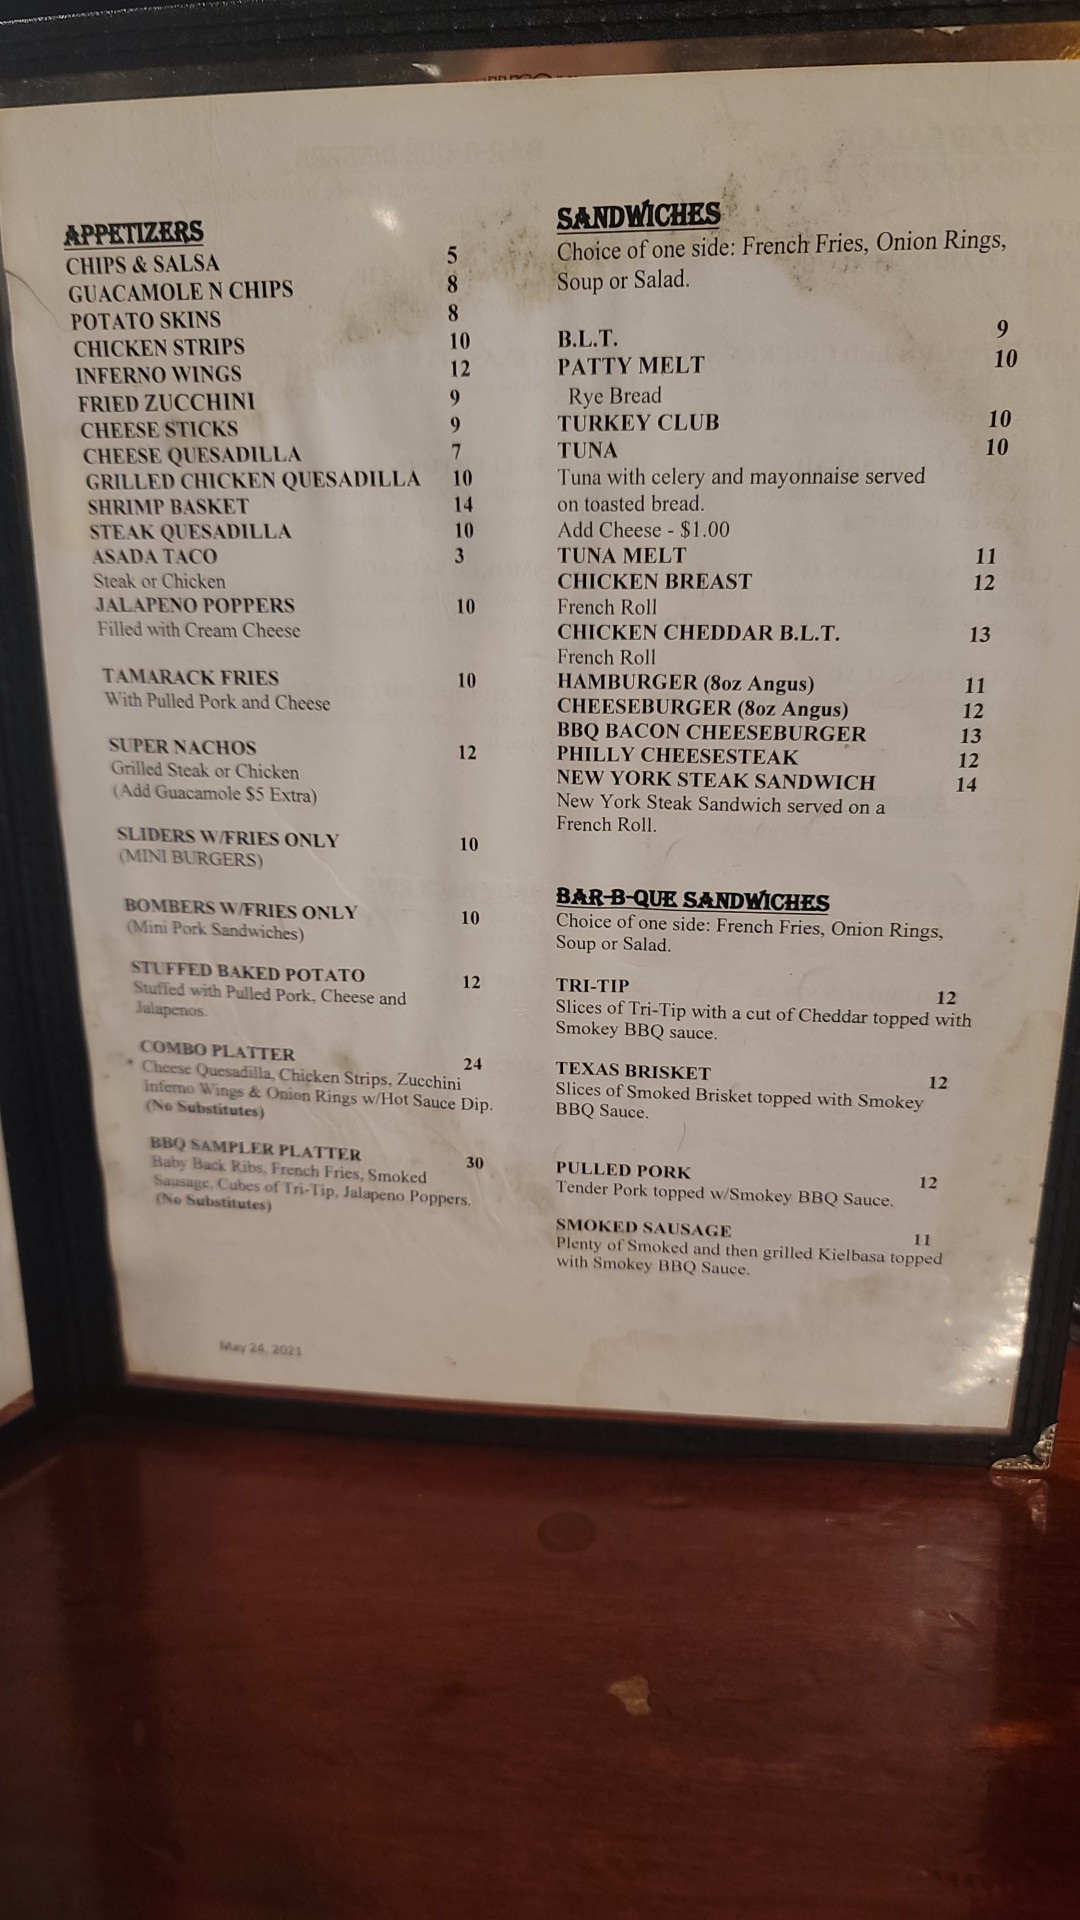 APPETIZERS
CHIPS & SALSA 5
GUACAMOLE N CHIPS 8
POTATO SKINS 8
CHICKEN STRIPS 10
INFERNO WINGS 12
FRIED ZUCCHINI 9
CHEESE STICKS 9
CHEESE QUESADILLA 7
GRILLED CHICKEN QUESADILLA 10
SHRIMP BASKET 14
STEAK QUESADILLA 10
ASADA TACO 3
Steak or Chicken
JALAPENO POPPERS 10
Filled with Cream Cheese
TAMARACK FRIES 10
With Pulled Pork and Cheese
SUPER NACHOS 12
Grilled Steak or Chicken
(Add Guacamole $5 Extra)
SLIDERS W/FRIES ONLY 10
(MINI BURGERS)
BOMBERS W/FRIES ONLY 10
(Mini Pork Sandwiches)
STUFFED BAKED POTATO 12
Stuffed with Pulled Pork, Cheese and
Jalapenos.
COMBO PLATTER 24
* Cheese Quesadilla, Chicken Strips, Zucchini
Inferno Wings & Onion Rings w/Hot Sauce Dip.
(No Substitutes)
BBQ SAMPLER PLATTER 30
Baby Back Ribs, French Fries, Smoked
Sausage, Cubes of Tri-Tip, Jalapeno Poppers.
(No Substitutes)
May 24, 2021
SANDWICHES
Choice of one side: French Fries, Onion Rings,
Soup or Salad.
B.L.T. 9
PATTY MELT 10
Rye Bread
TURKEY CLUB 10
TUNA 10
Tuna with celery and mayonnaise served
on toasted bread.
Add Cheese - $1.00
TUNA MELT 11
CHICKEN BREAST 12
French Roll
CHICKEN CHEDDAR B.L.T. 13
French Roll
HAMBURGER (8oz Angus) 11
CHEESEBURGER (8oz Angus) 12
BBQ BACON CHEESEBURGER 13
PHILLY CHEESESTEAK 12
NEW YORK STEAK SANDWICH 14
New York Steak Sandwich served on a
French Roll.
BAR-B-QUE SANDWICHES
Choice of one side: French Fries, Onion Rings,
Soup or Salad.
TRI-TIP 12
Slices of Tri-Tip with a cut of Cheddar topped with
Smokey BBQ sauce.
TEXAS BRISKET 12
Slices of Smoked Brisket topped with Smokey
BBQ Sauce.
PULLED PORK 12
Tender Pork topped w/Smokey BBQ Sauce.
SMOKED SAUSAGE 11
Plenty of Smoked and then grilled Kielbasa topped
with Smokey BBQ Sauce.